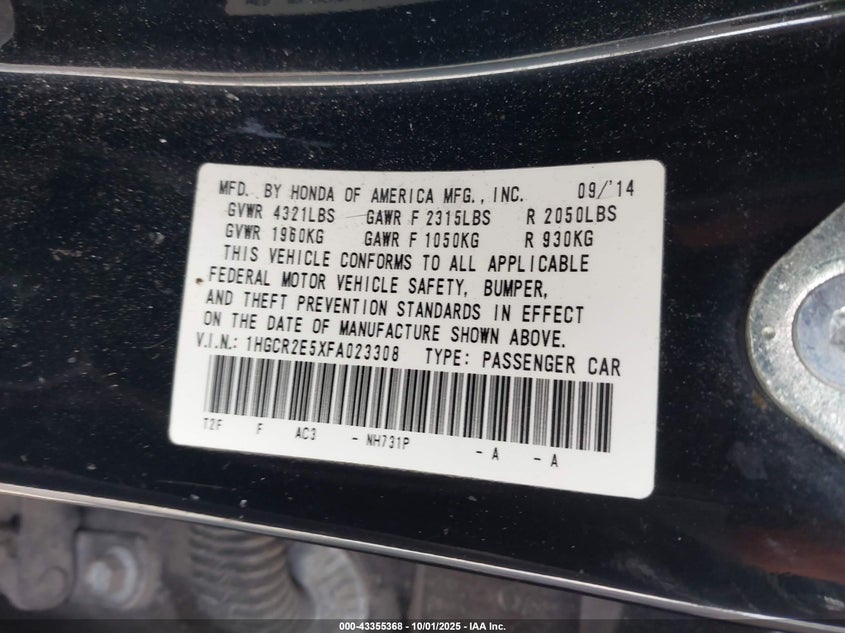 MFD. BY HONDA OF AMERICA MFG., INC. 09/'14
GVWR 4321LBS GAWR F 2315LBS R 2050LBS
GVWR 1960KG GAWR F 1050KG R 930KG
THIS VEHICLE CONFORMS TO ALL APPLICABLE
FEDERAL MOTOR VEHICLE SAFETY, BUMPER,
AND THEFT PREVENTION STANDARDS IN EFFECT
ON THE DATE OF MANUFACTURE SHOWN ABOVE.
V.I.N.: 1HGCR2E5XFA023308 TYPE: PASSENGER CAR
T2F F AC3 - NH731P - A - A
000-43355368 | 10/01/2025 - IAA Inc.